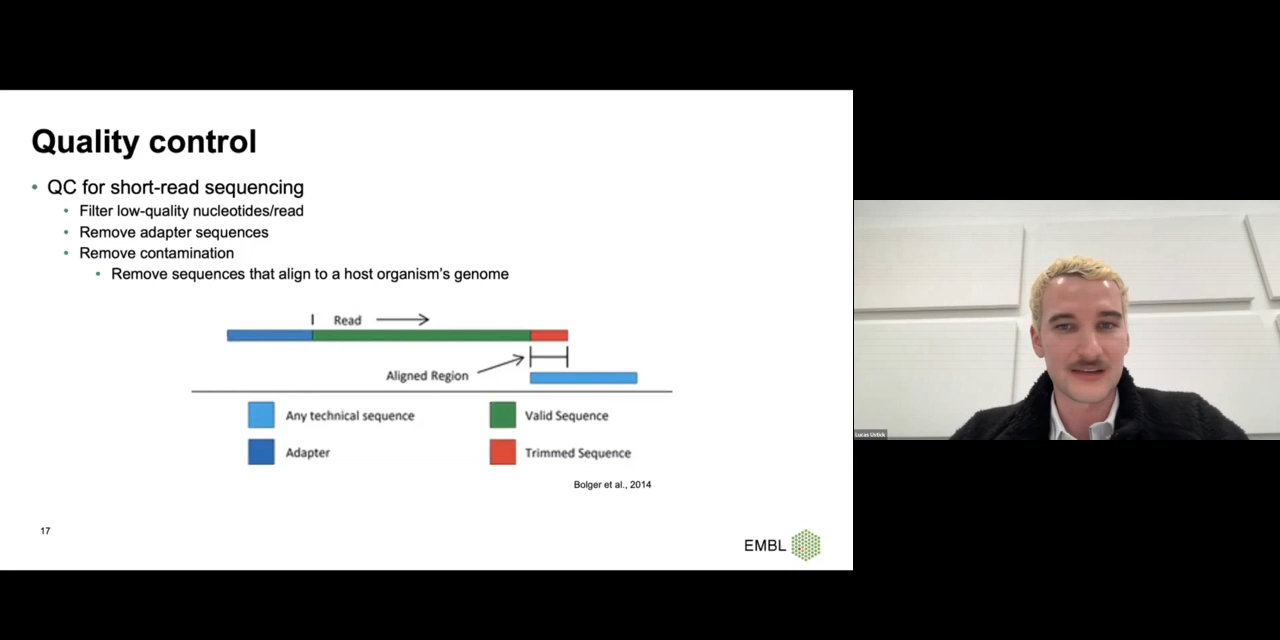 Quality control
QC for short-read sequencing
Filter low-quality nucleotides/read
Remove adapter sequences
Remove contamination
Remove sequences that align to a host organism's genome
Read
Aligned Region
Any technical sequence
Valid Sequence
Adapter
Trimmed Sequence
Bolger et al., 2014
17
EMBL
Lucas Ustick